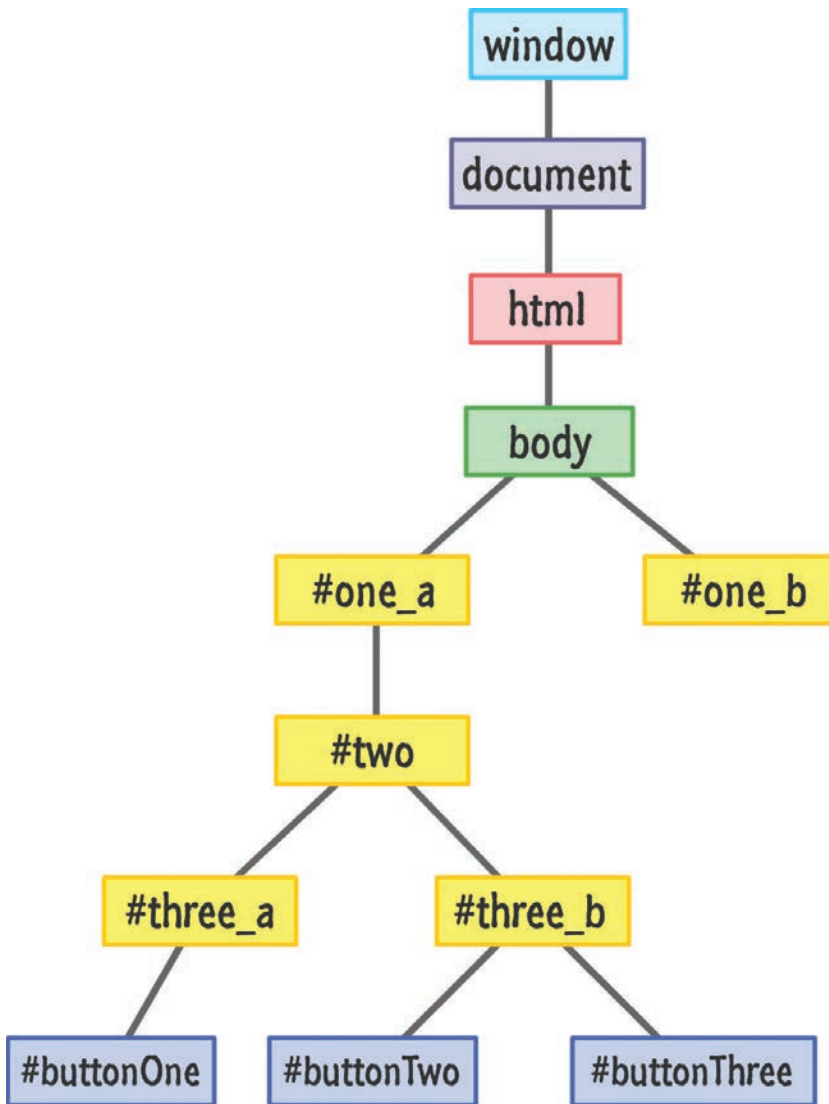 window
document
html
body
#one_a
#one_b
#two
#three_a
#three_b
#buttonOne
#buttonTwo
#buttonThree